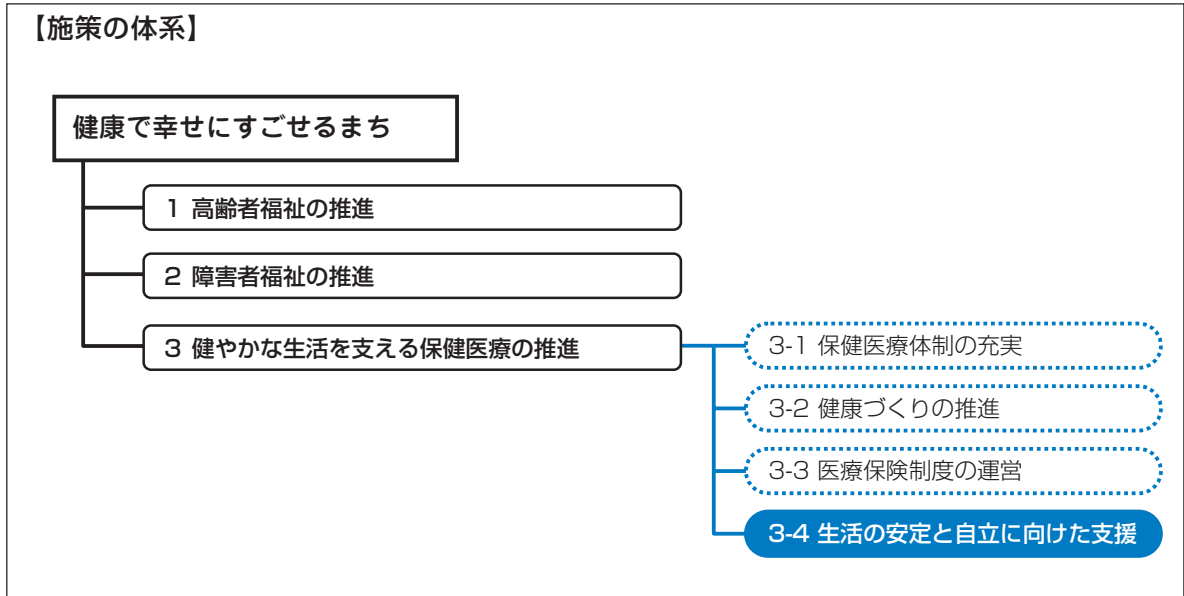 【施策の体系】
健康で幸せにすごせるまち
1 高齢者福祉の推進
2 障害者福祉の推進
3 健やかな生活を支える保健医療の推進
3-1 保健医療体制の充実
3-2 健康づくりの推進
3-3 医療保険制度の運営
3-4 生活の安定と自立に向けた支援